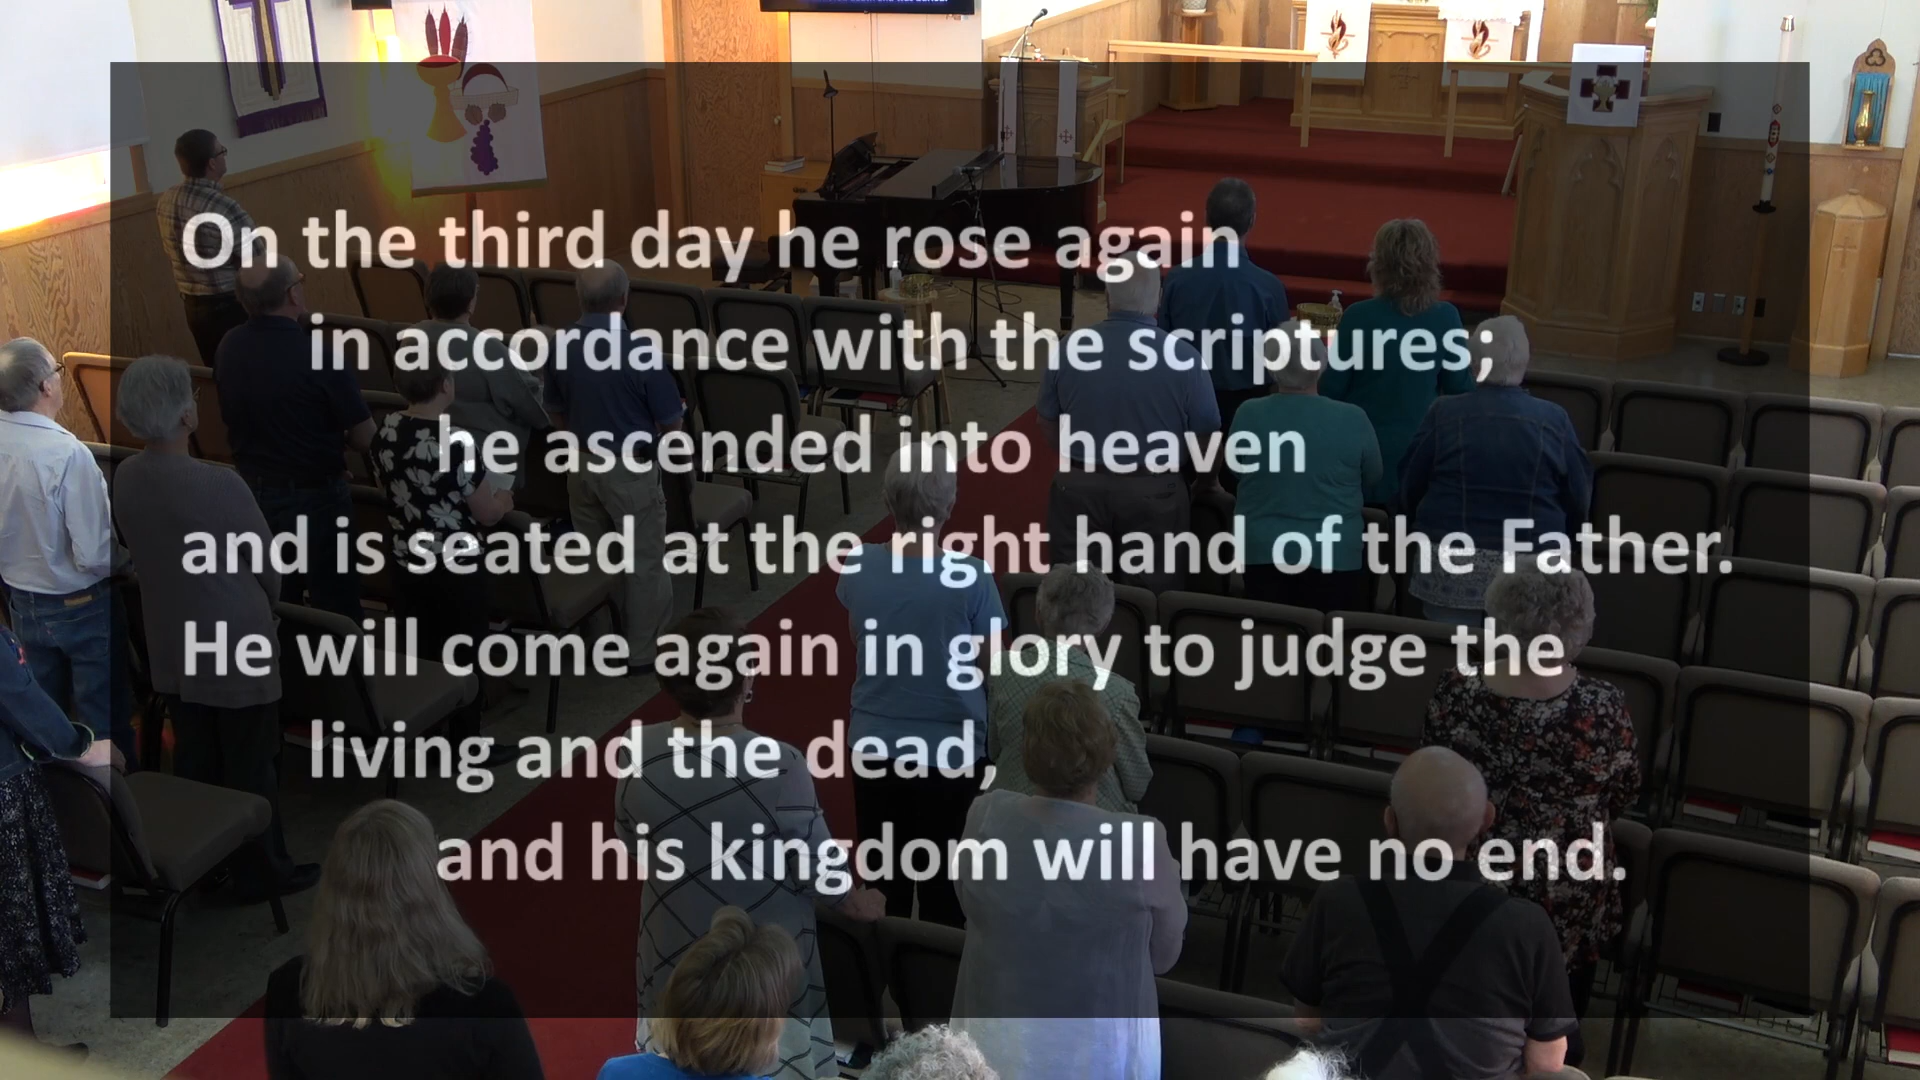 On the third day he rose again
in accordance with the scriptures;
he ascended into heaven
and is seated at the right hand of the Father.
He will come again in glory to judge the
living and the dead,
and his kingdom will have no end.